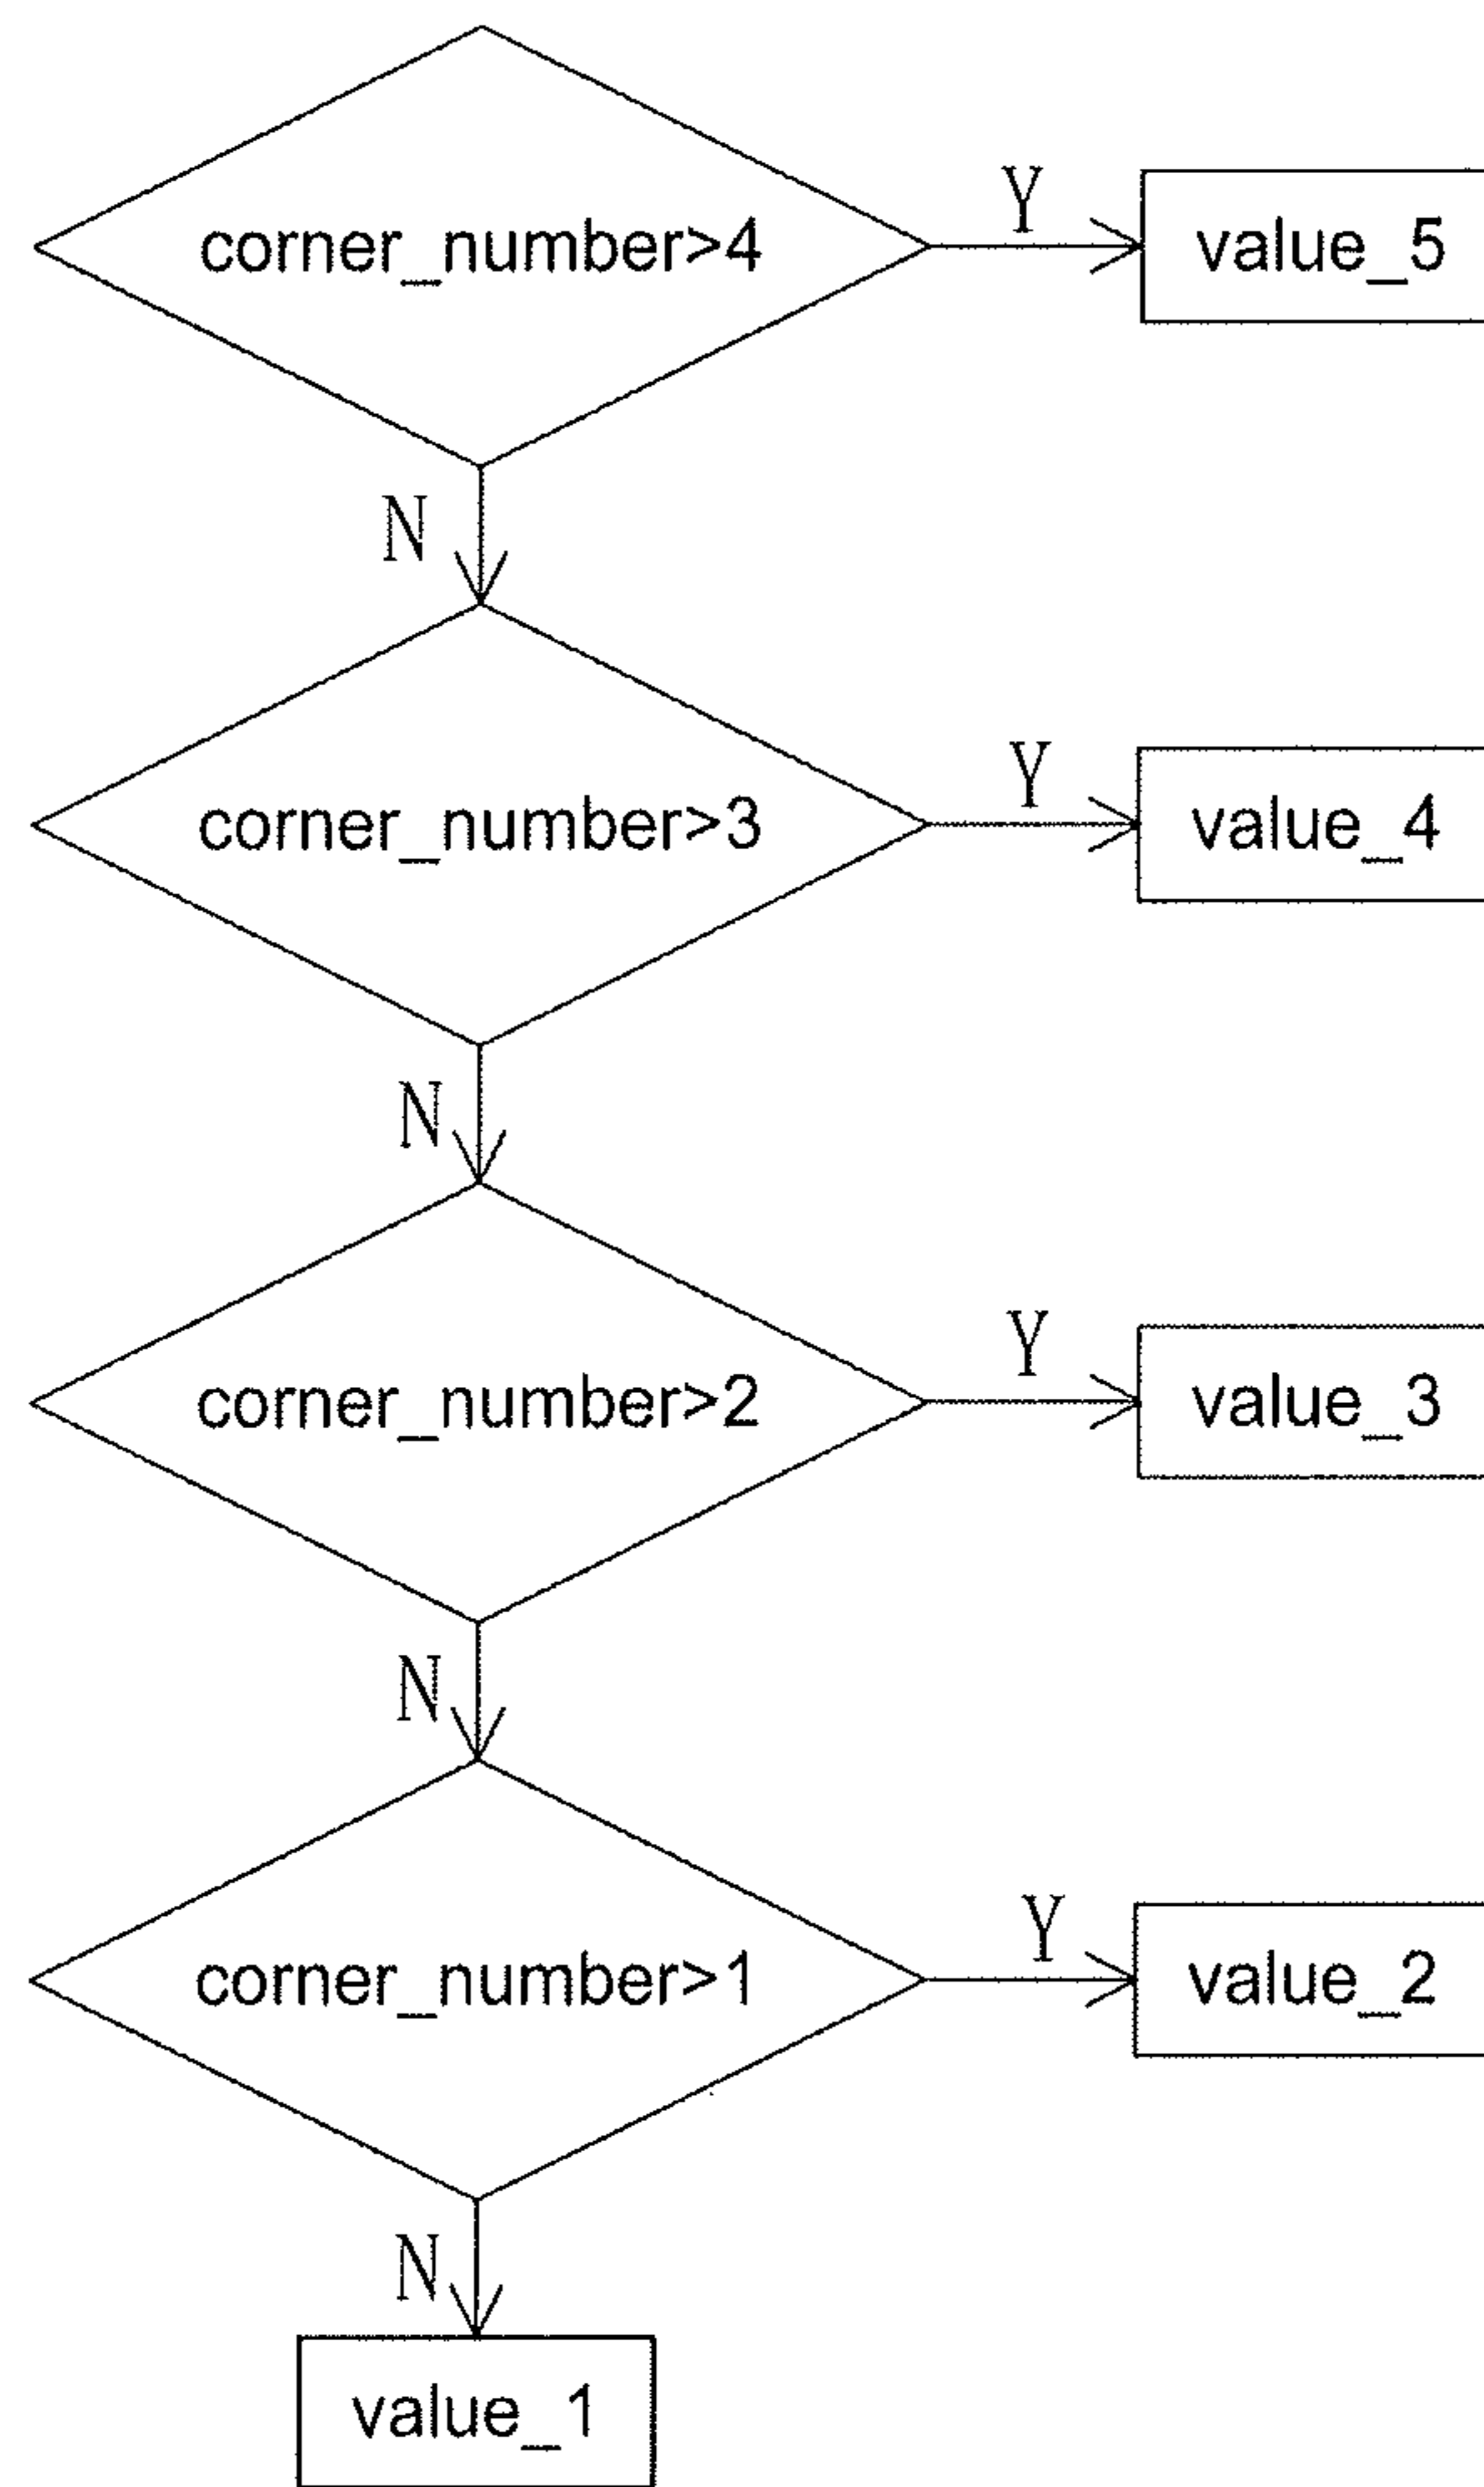 corner_number>4
Y
value_5
N
corner_number>3
Y
value_4
N
corner_number>2
Y
value_3
N
corner_number>1
Y
value_2
N
value_1